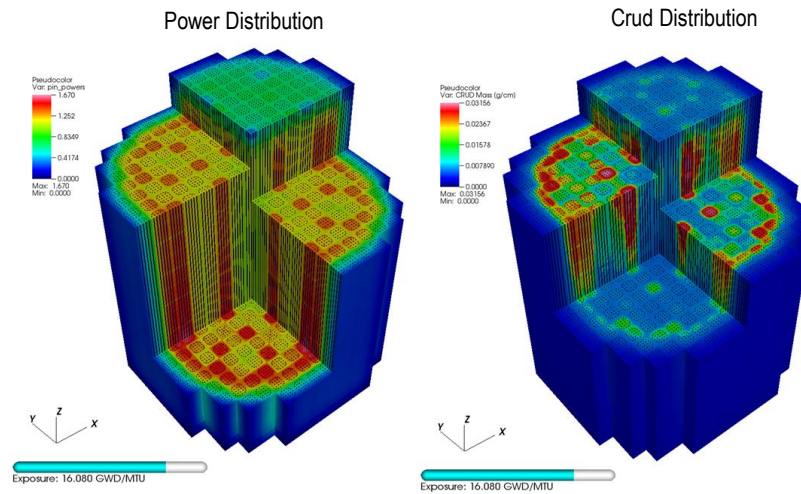 Power Distribution
Pseudocolor
Var: pin_powers
1.670
1.252
0.8349
0.4174
0.0000
Max: 1.670
Min: 0.0000
Y
Z
X
Exposure: 16.080 GWD/MTU
Crud Distribution
Pseudocolor
Var: CRUD Mass (g/cm)
0.03156
0.02367
0.01578
0.007890
0.0000
Max: 0.03156
Min: 0.0000
Y
Z
X
Exposure: 16.080 GWD/MTU